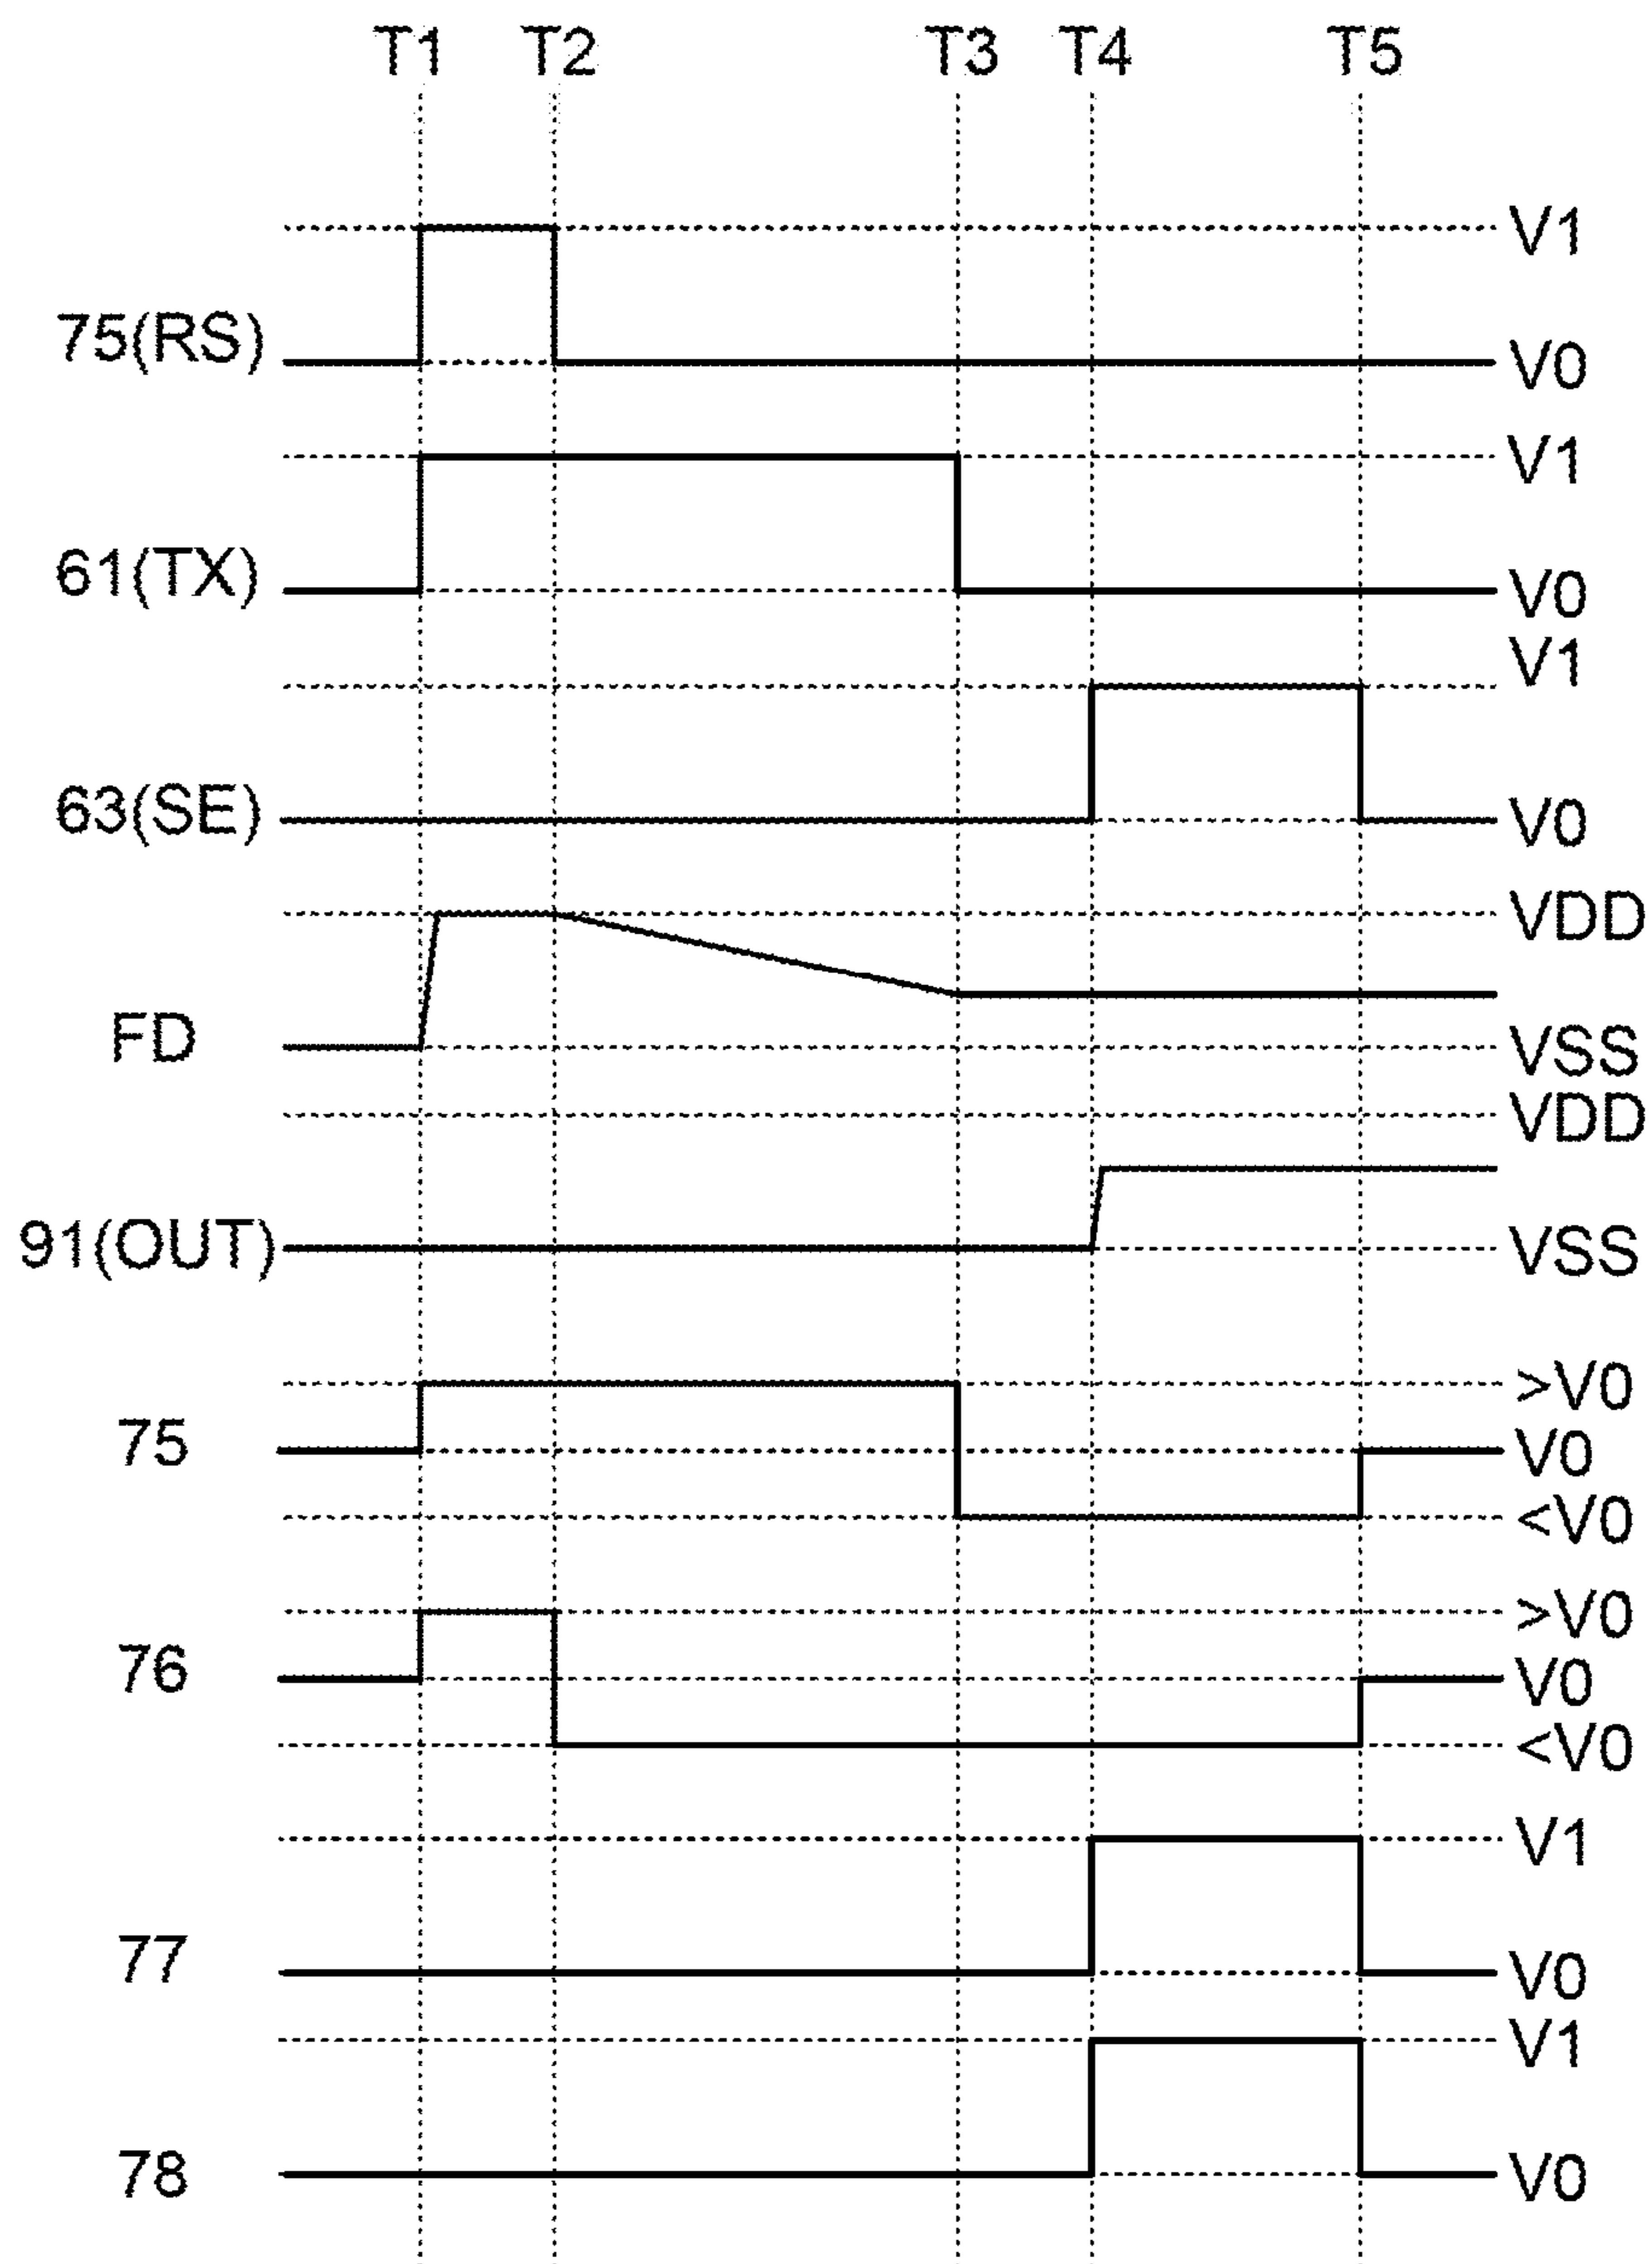 T1 T2 T3 T4 T5
V1
75(RS) V0
V1
61(TX) V0
V1
63(SE) V0
VDD
FD VSS
VDD
91(OUT) VSS
>V0
75 V0
<V0
>V0
76 V0
<V0
V1
77 V0
V1
78 V0